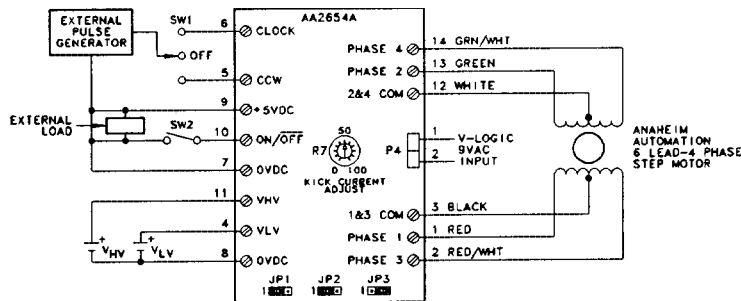 EXTERNAL
PULSE
GENERATOR
SW1
OFF
6
5
9
10
7
11
4
8
EXTERNAL
LOAD
SW2
+
VHV
+
VLV
AA2654A
CLOCK
CCW
+5VDC
ON/OFF
0VDC
VHV
VLV
0VDC
50
R7
0 100
KICK CURRENT
ADJUST
JP1
1
JP2
1
JP3
1
PHASE 4
PHASE 2
2&4 COM
P4
1&3 COM
PHASE 1
PHASE 3
14 GRN/WHT
13 GREEN
12 WHITE
1 V-LOGIC
9VAC
2 INPUT
3 BLACK
1 RED
2 RED/WHT
ANAHEIM
AUTOMATION
6 LEAD-4 PHASE
STEP MOTOR